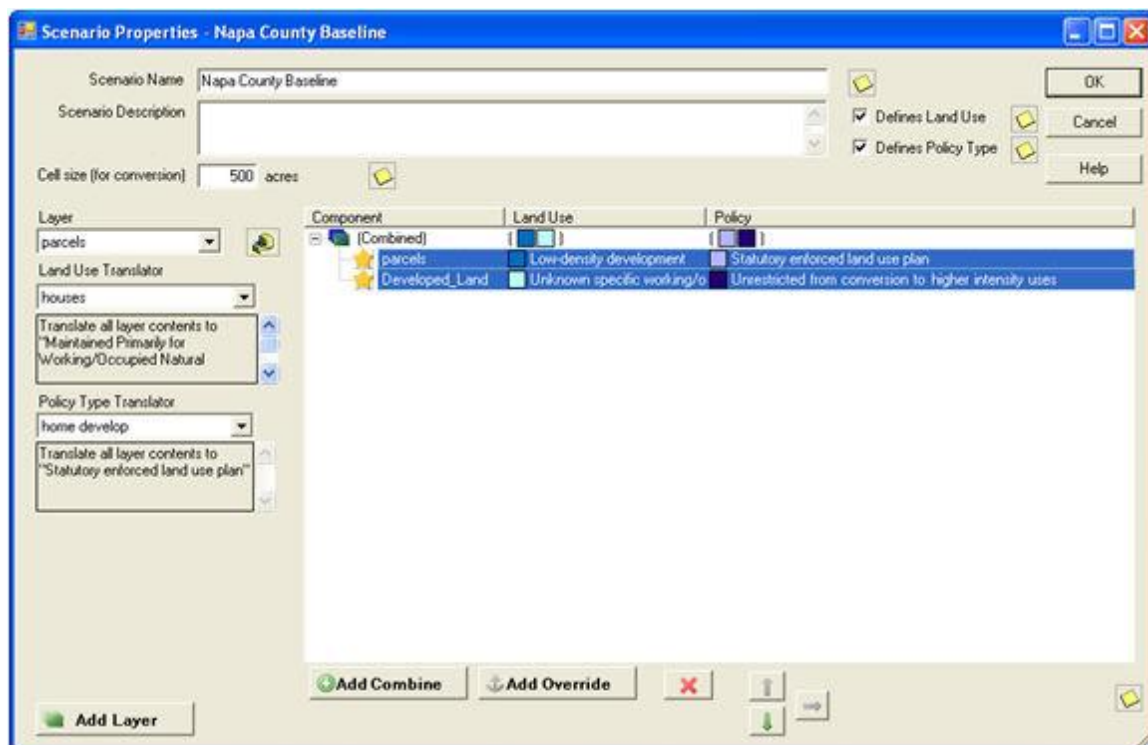 Scenario Properties - Napa County Baseline
Scenario Name Napa County Baseline
OK
Scenario Description
Defines Land Use
Cancel
Defines Policy Type
Cell size (for conversion) 500 acres
Help
Layer
parcels
Land Use Translator
houses
Translate all layer contents to
"Maintained Primarily for
Working/Occupied Natural
Policy Type Translator
home develop
Translate all layer contents to
"Statutory enforced land use plan"
Component Land Use Policy
(Combined) ( ) ( )
parcels Low-density development Statutory enforced land use plan
Developed_Land Unknown specific working/o Unrestricted from conversion to higher intensity uses
Add Combine Add Override
Add Layer